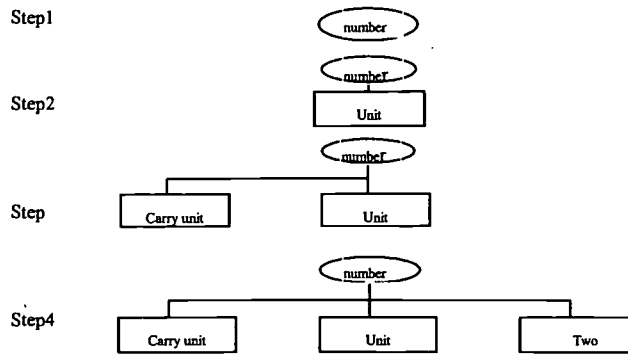 Step1
number
number
Step2
Unit
number
Step
Carry unit Unit
number
Step4
Carry unit Unit Two